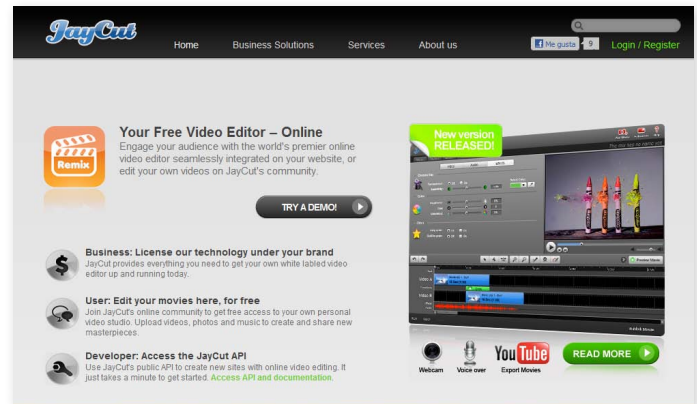 JayCut
Home
Business Solutions
Services
About us
Me gusta
9
Login / Register
Remix
Your Free Video Editor – Online
Engage your audience with the world's premier online
video editor seamlessly integrated on your website, or
edit your own videos on JayCut's community.
TRY A DEMO!
New version
RELEASED!
Business: License our technology under your brand
JayCut provides everything you need to get your own white labled video
editor up and running today.
User: Edit your movies here, for free
Join JayCut's online community to get free access to your own personal
video studio. Upload videos, photos and music to create and share new
masterpieces.
Developer: Access the JayCut API
Use JayCut's public API to create new sites with online video editing. It
just takes a minute to get started. Access API and documentation.
Webcam
Voice over
YouTube
Export Movies
READ MORE